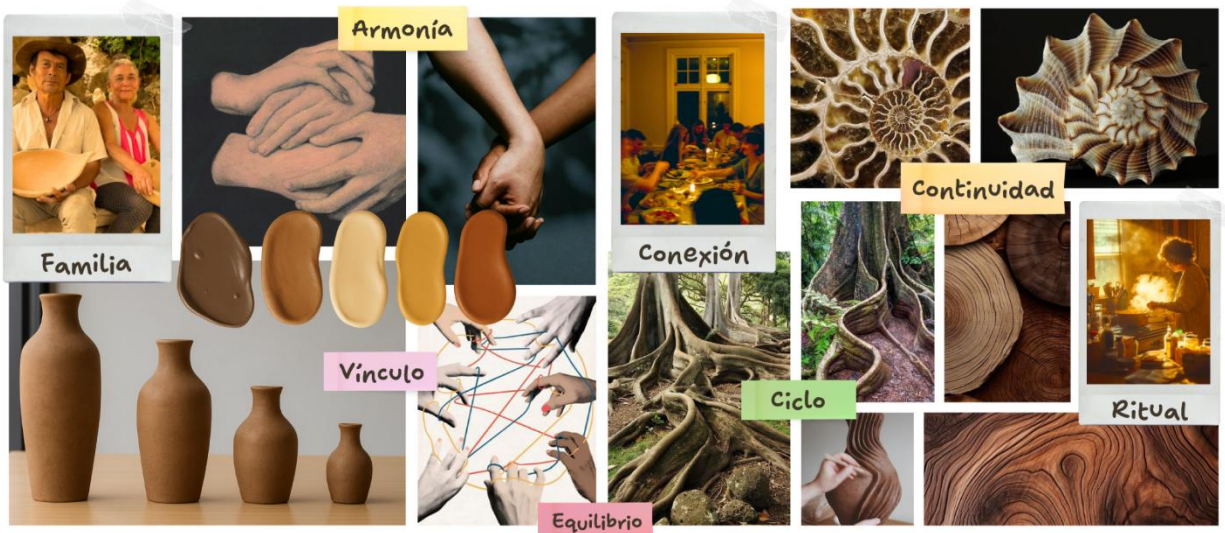 Armonía
Familia
Conexión
Continuidad
Vínculo
Ciclo
Ritual
Equilibrio